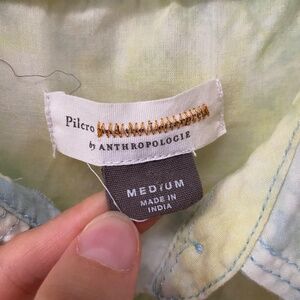 Pilcro
by ANTHROPOLOGIE
MEDIUM
MADE IN
INDIA